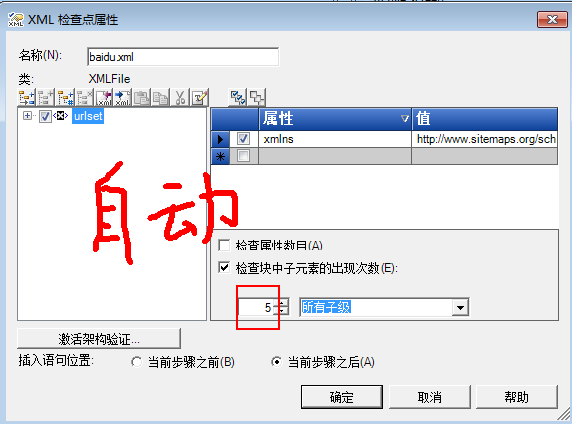 XML 检查点属性
名称(N):
baidu.xml
类:
XMLFile
urlset
属性
值
xmlns
http://www.sitemaps.org/sch
自动
检查属性数目(A)
检查块中子元素的出现次数(E):
5
所有子级
激活架构验证...
插入语句位置:
当前步骤之前(B)
当前步骤之后(A)
确定
取消
帮助